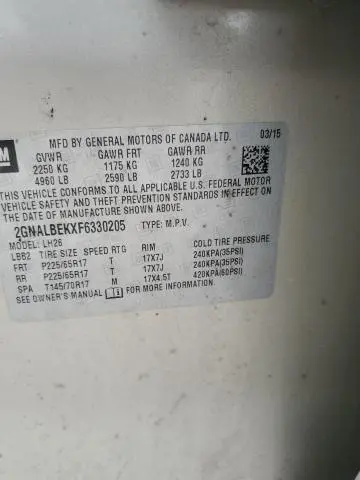 GM
MFD BY GENERAL MOTORS OF CANADA LTD. 03/15
GVWR GAWR FRT GAWR RR
2250 KG 1175 KG 1240 KG
4960 LB 2590 LB 2733 LB
THIS VEHICLE CONFORMS TO ALL APPLICABLE U.S. FEDERAL MOTOR
VEHICLE SAFETY AND THEFT PREVENTION STANDARDS IN EFFECT ON
THE DATE OF MANUFACTURE SHOWN ABOVE.
2GNALBEKXF6330205 TYPE: M.P.V.
MODEL: LH26
LBB2 TIRE SIZE SPEED RTG RIM COLD TIRE PRESSURE
FRT P225/65R17 T 17X7J 240KPA(35PSI)
RR P225/65R17 T 17X7J 240KPA(35PSI)
SPA T145/70R17 M 17X4.5T 420KPA(60PSI)
SEE OWNER'S MANUAL FOR MORE INFORMATION